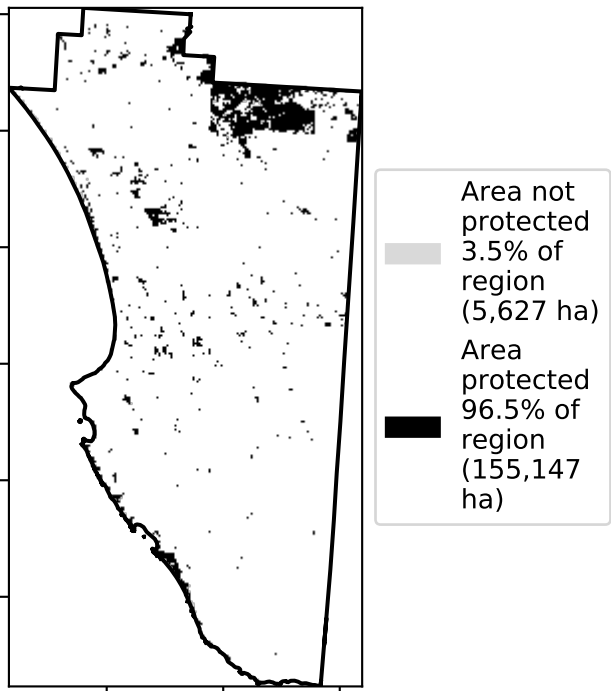 Area not
protected
3.5% of
region
(5,627 ha)
Area
protected
96.5% of
region
(155,147
ha)